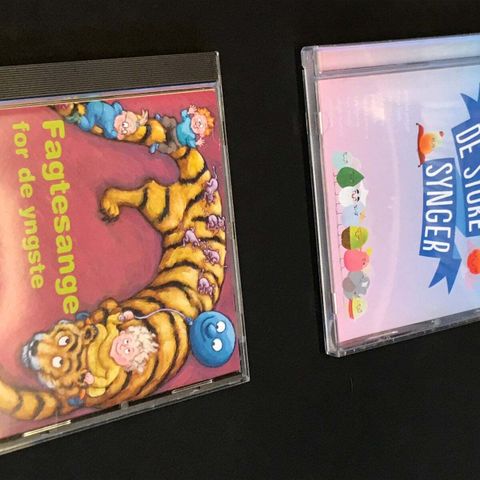 Fagtesange
for de yngste
DE STORE
SYNGER